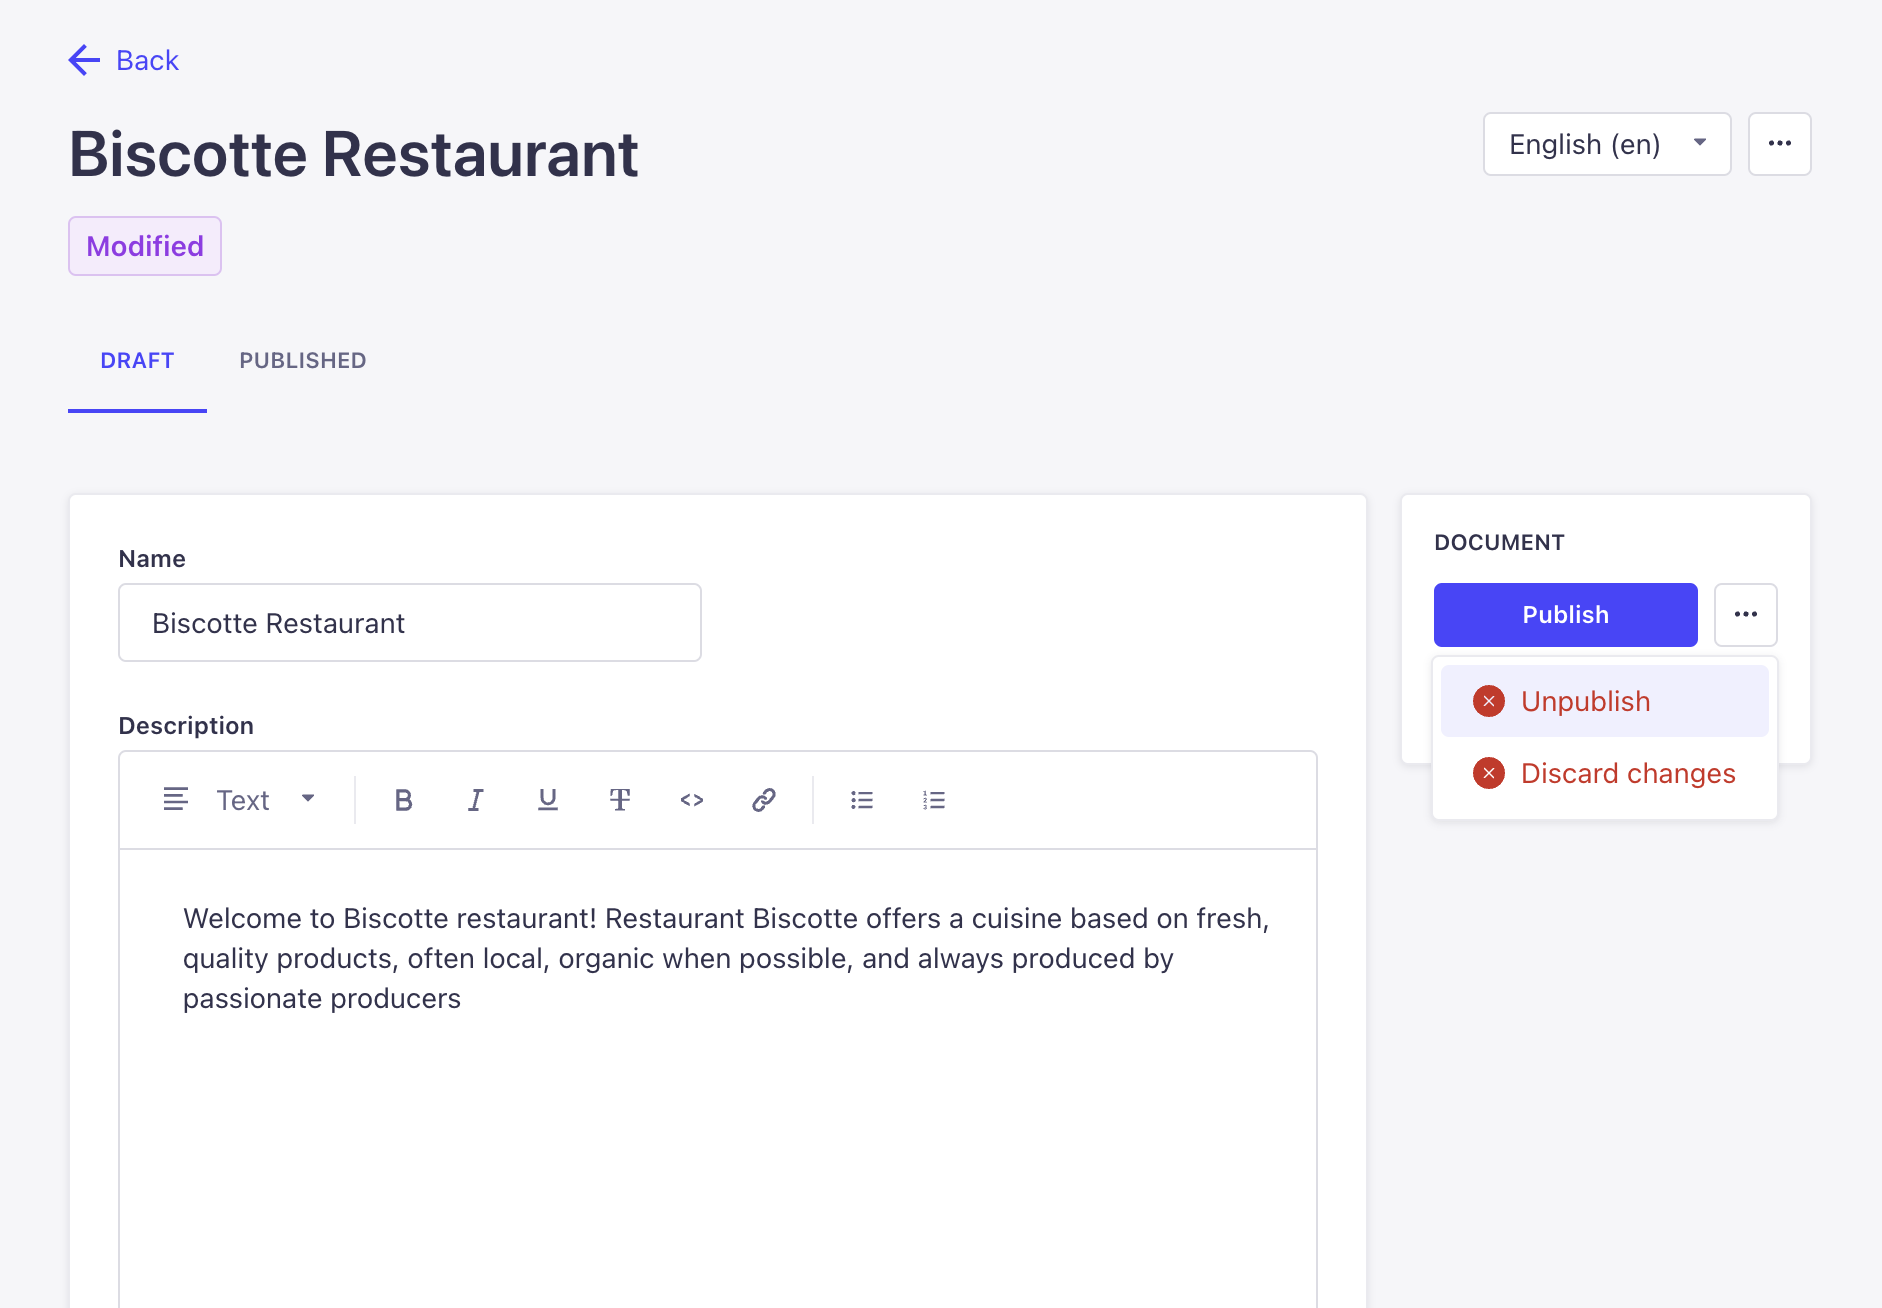 Back
Biscotte Restaurant
English (en)
Modified
DRAFT
PUBLISHED
Name
Biscotte Restaurant
Description
Text
Welcome to Biscotte restaurant! Restaurant Biscotte offers a cuisine based on fresh,
quality products, often local, organic when possible, and always produced by
passionate producers
DOCUMENT
Publish
Unpublish
Discard changes